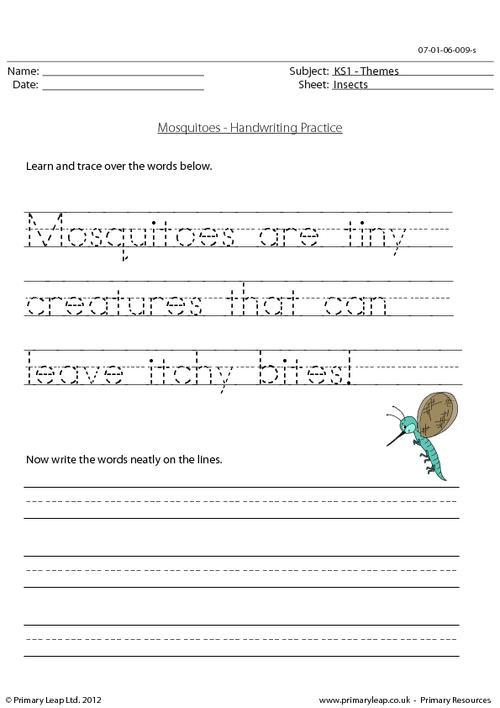 07-01-06-009-s
Name: Subject: KS1 - Themes
Date: Sheet: Insects
Mosquitoes - Handwriting Practice
Learn and trace over the words below.
Mosquitoes are tiny
creatures that can
leave itchy bites!
Now write the words neatly on the lines.
© Primary Leap Ltd. 2012 www.primaryleap.co.uk - Primary Resources